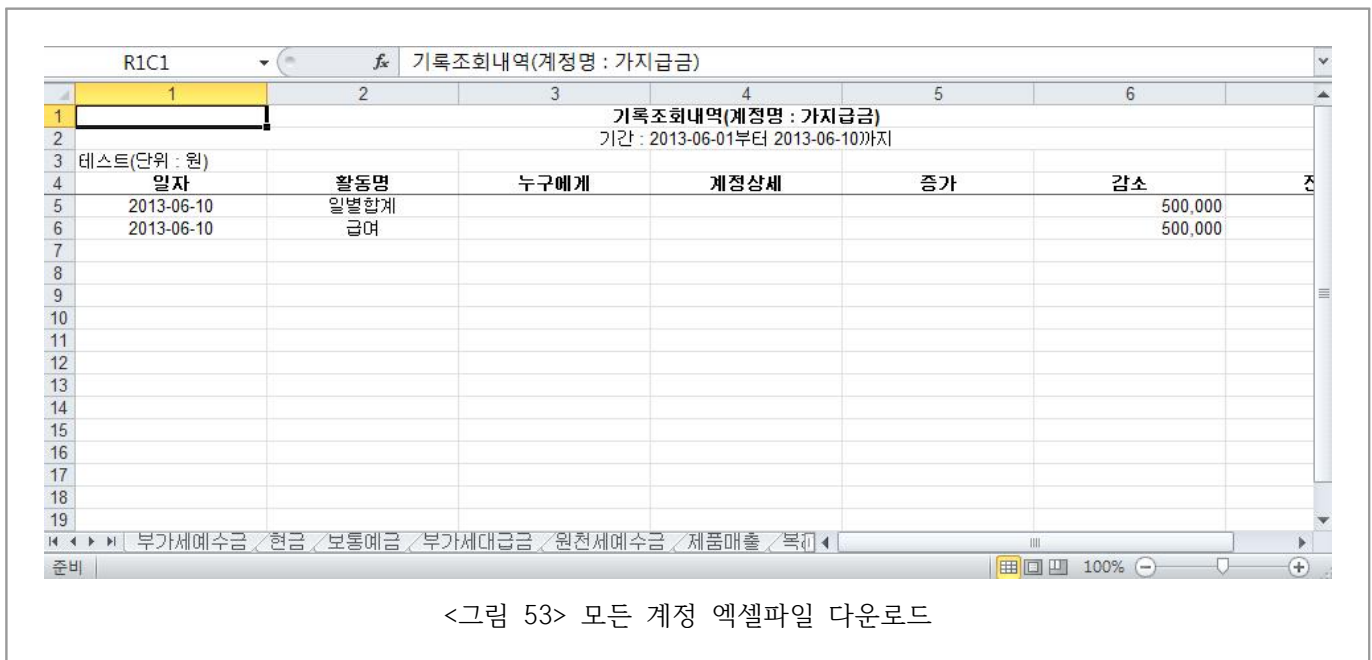 R1C1 fx 기록조회내역(계정명 : 가지급금)
1 2 3 4 5 6
1 기록조회내역(계정명 : 가지급금)
2 기간 : 2013-06-01부터 2013-06-10까지
3 테스트(단위 : 원)
4 일자 활동명 누구에게 계정상세 증가 감소
5 2013-06-10 일별합계 500,000
6 2013-06-10 급여 500,000
7
8
9
10
11
12
13
14
15
16
17
18
19
부가세예수금 현금 보통예금 부가세대급금 원천세예수금 제품매출
준비 100%
<그림 53> 모든 계정 엑셀파일 다운로드